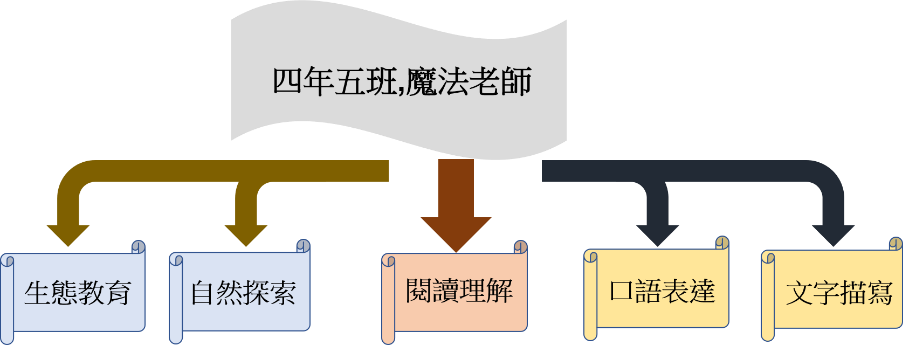 四年五班,魔法老師
生態教育
自然探索
閱讀理解
口語表達
文字描寫